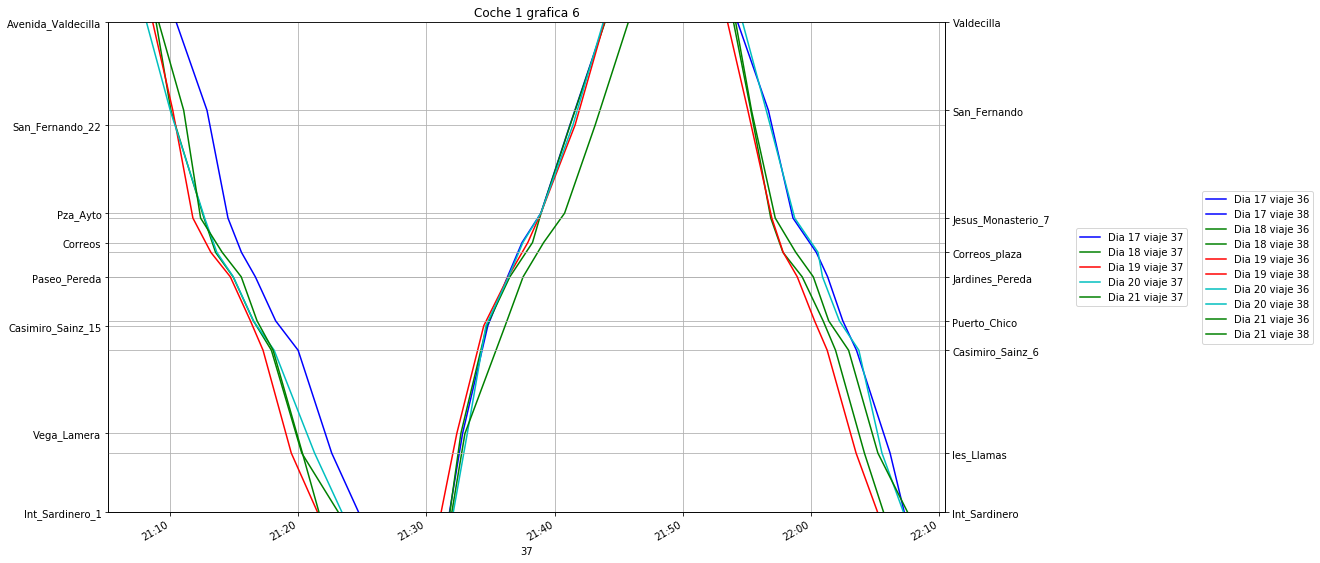 Coche 1 grafica 6
Avenida_Valdecilla
San_Fernando_22
Pza_Ayto
Correos
Paseo_Pereda
Casimiro_Sainz_15
Vega_Lamera
Int_Sardinero_1
Valdecilla
San_Fernando
Jesus_Monasterio_7
Correos_plaza
Jardines_Pereda
Puerto_Chico
Casimiro_Sainz_6
Ies_Llamas
Int_Sardinero
21:10
21:20
21:30
21:40
21:50
22:00
22:10
37
Dia 17 viaje 37
Dia 18 viaje 37
Dia 19 viaje 37
Dia 20 viaje 37
Dia 21 viaje 37
Dia 17 viaje 36
Dia 17 viaje 38
Dia 18 viaje 36
Dia 18 viaje 38
Dia 19 viaje 36
Dia 19 viaje 38
Dia 20 viaje 36
Dia 20 viaje 38
Dia 21 viaje 36
Dia 21 viaje 38